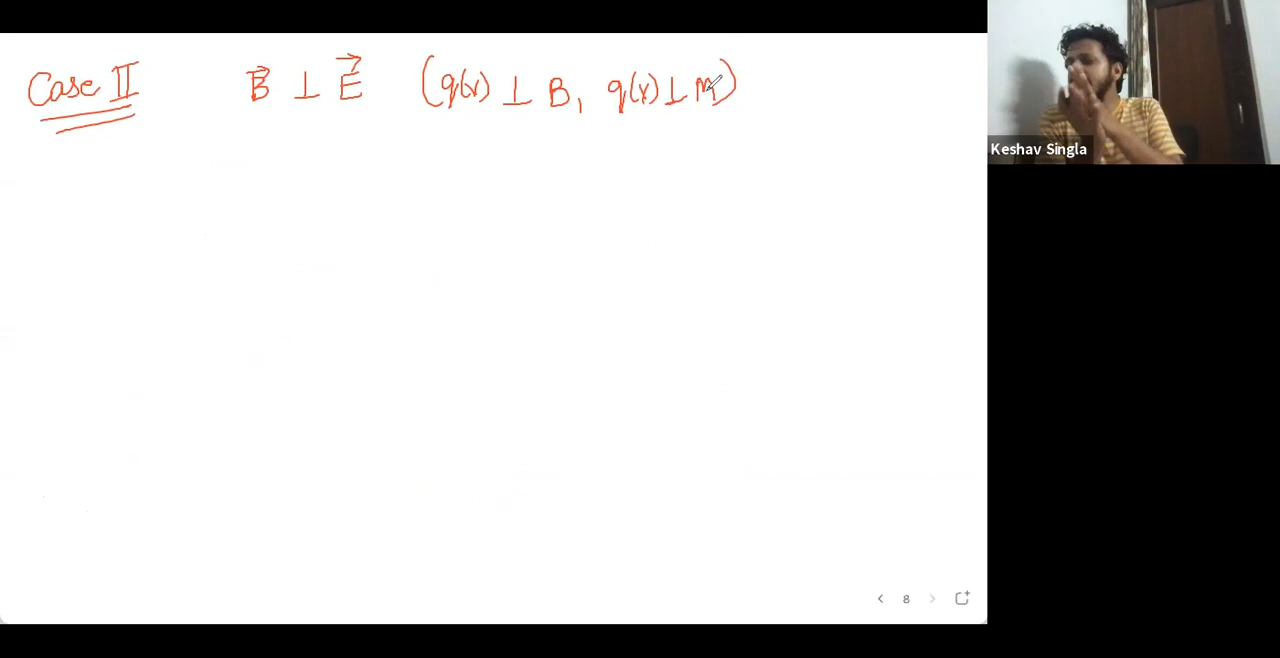 Case II B⃗ ⊥ E⃗ (q(v) ⊥ B, q(v) ⊥
Keshav Singla
8